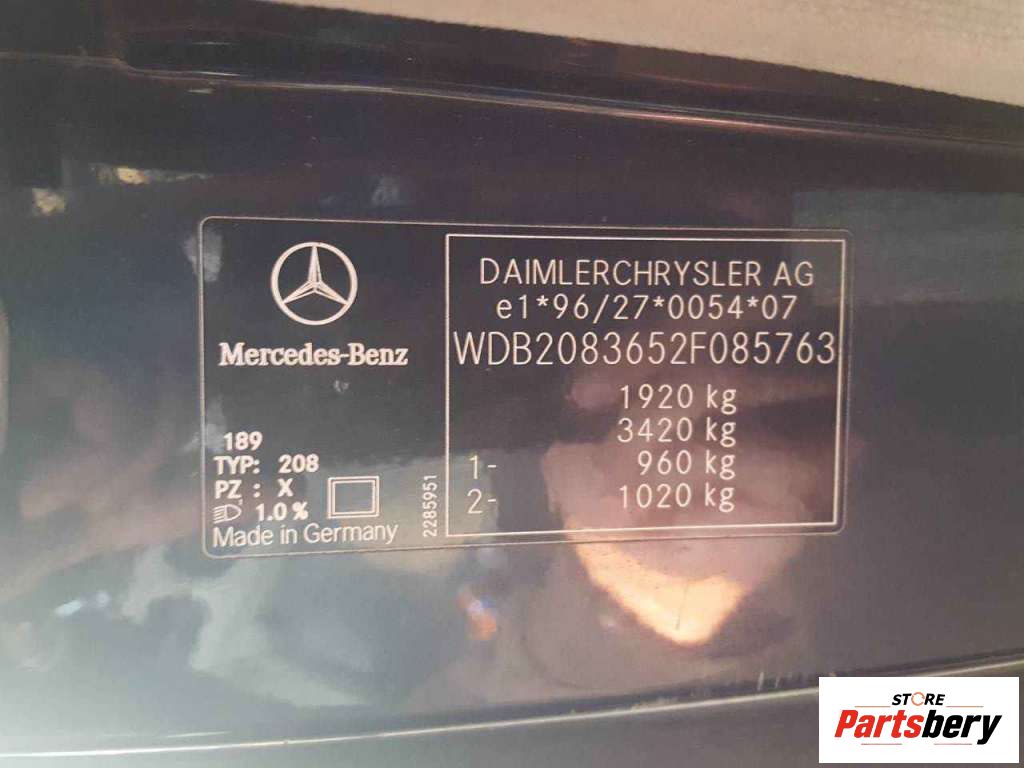 Mercedes-Benz
189
TYP: 208
PZ : X
1.0 %
Made in Germany
2285951
DAIMLERCHRYSLER AG
e1*96/27*0054*07
WDB2083652F085763
1920 kg
3420 kg
1- 960 kg
2- 1020 kg
STORE
Partsbery